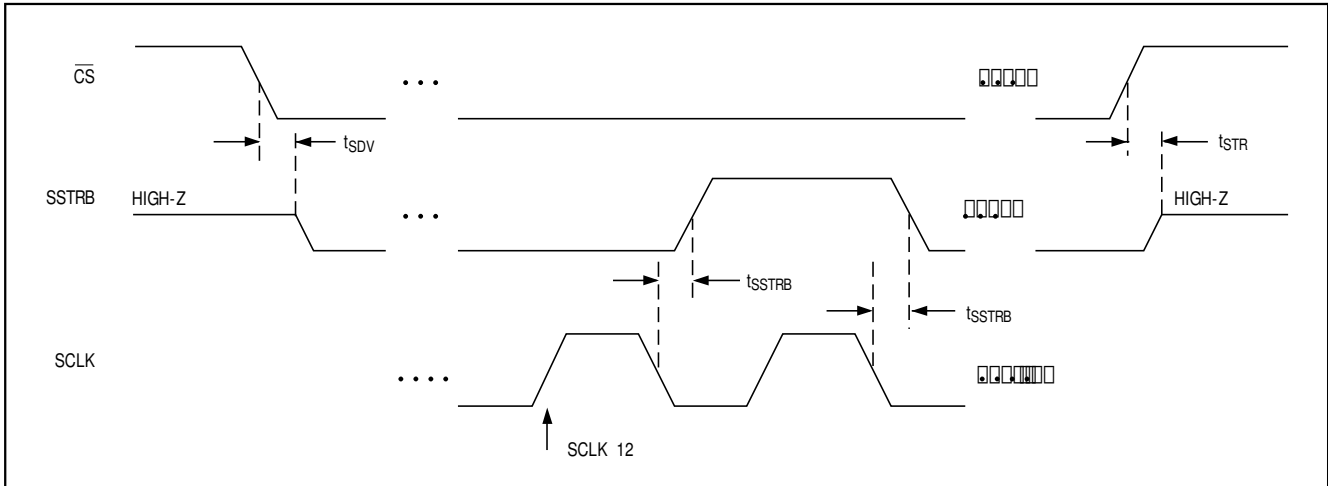 CS
• • •
tSDV
tSTR
SSTRB
HIGH-Z
• • •
HIGH-Z
tSSTRB
tSSTRB
SCLK
• • • •
SCLK 12